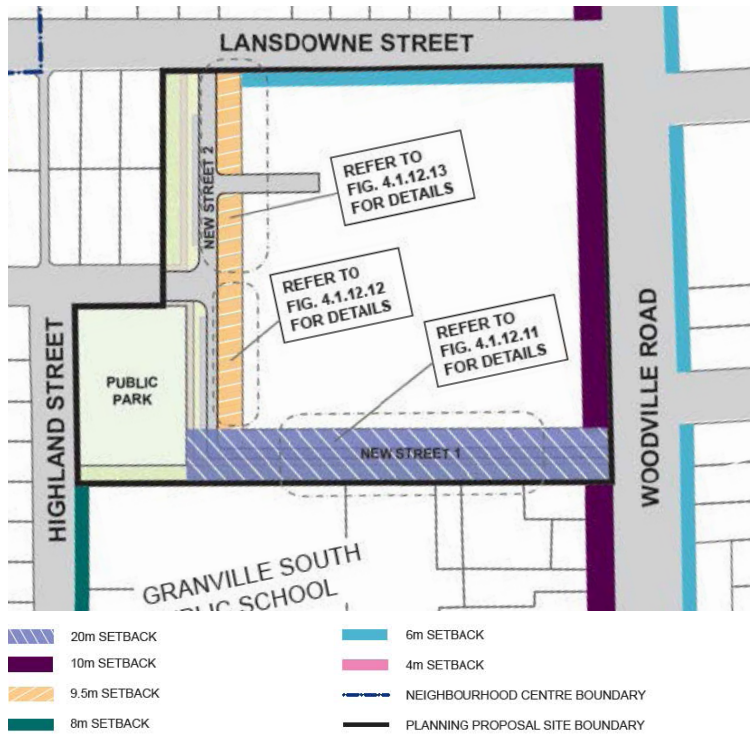 LANSDOWNE STREET
NEW STREET 2
REFER TO
FIG. 4.1.12.13
FOR DETAILS
REFER TO
FIG. 4.1.12.12
FOR DETAILS
REFER TO
FIG. 4.1.12.11
FOR DETAILS
HIGHLAND STREET
PUBLIC
PARK
WOODVILLE ROAD
NEW STREET 1
GRANVILLE SOUTH
SCHOOL
20m SETBACK
10m SETBACK
9.5m SETBACK
8m SETBACK
6m SETBACK
4m SETBACK
NEIGHBOURHOOD CENTRE BOUNDARY
PLANNING PROPOSAL SITE BOUNDARY